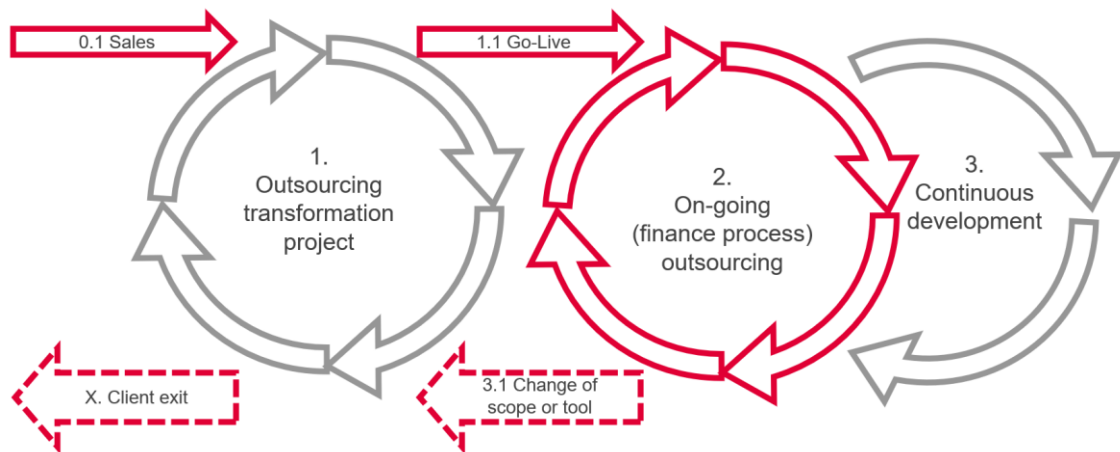 0.1 Sales
1.1 Go-Live
1.
Outsourcing
transformation
project
2.
On-going
(finance process)
outsourcing
3.
Continuous
development
X. Client exit
3.1 Change of
scope or tool